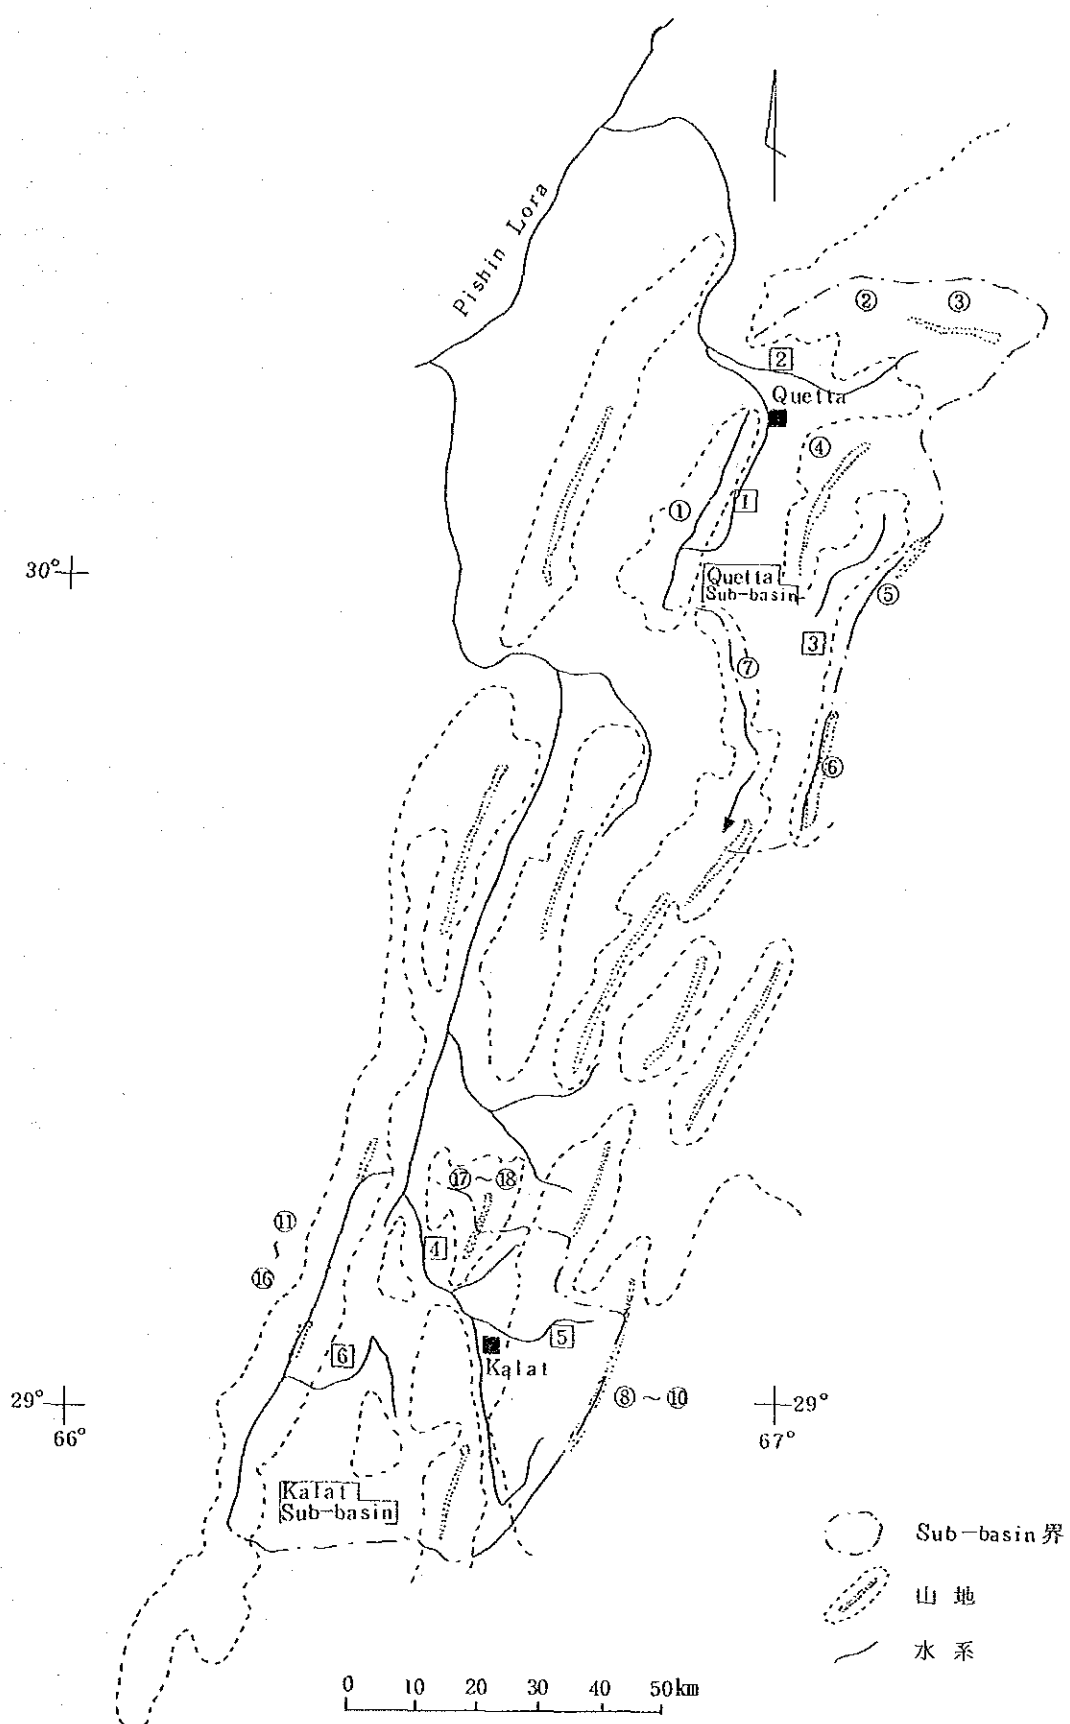 Pishin Lora
②
③
2
Quetta
④
①
1
30°
Quetta
Sub-basin
⑤
3
⑦
⑥
⑰～⑱
⑪
～
⑯
4
5
6
Kalat
29°
66°
⑧～⑩
29°
67°
Kalat
Sub-basin
Sub-basin界
山地
水系
0 10 20 30 40 50km